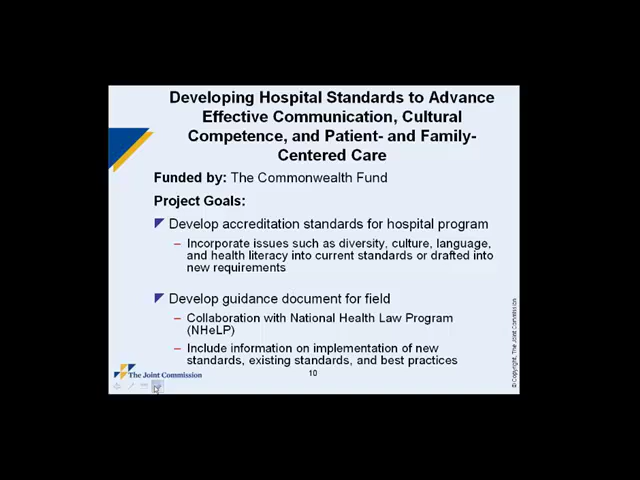 Developing Hospital Standards to Advance
Effective Communication, Cultural
Competence, and Patient- and Family-
Centered Care
Funded by: The Commonwealth Fund
Project Goals:
Develop accreditation standards for hospital program
– Incorporate issues such as diversity, culture, language,
and health literacy into current standards or drafted into
new requirements
Develop guidance document for field
– Collaboration with National Health Law Program
(NHeLP)
– Include information on implementation of new
standards, existing standards, and best practices
The Joint Commission
10
© Copyright, The Joint Commission